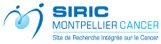 SIRIC
MONTPELLIER CANCER
Site de Recherche Intégrée sur le Cancer